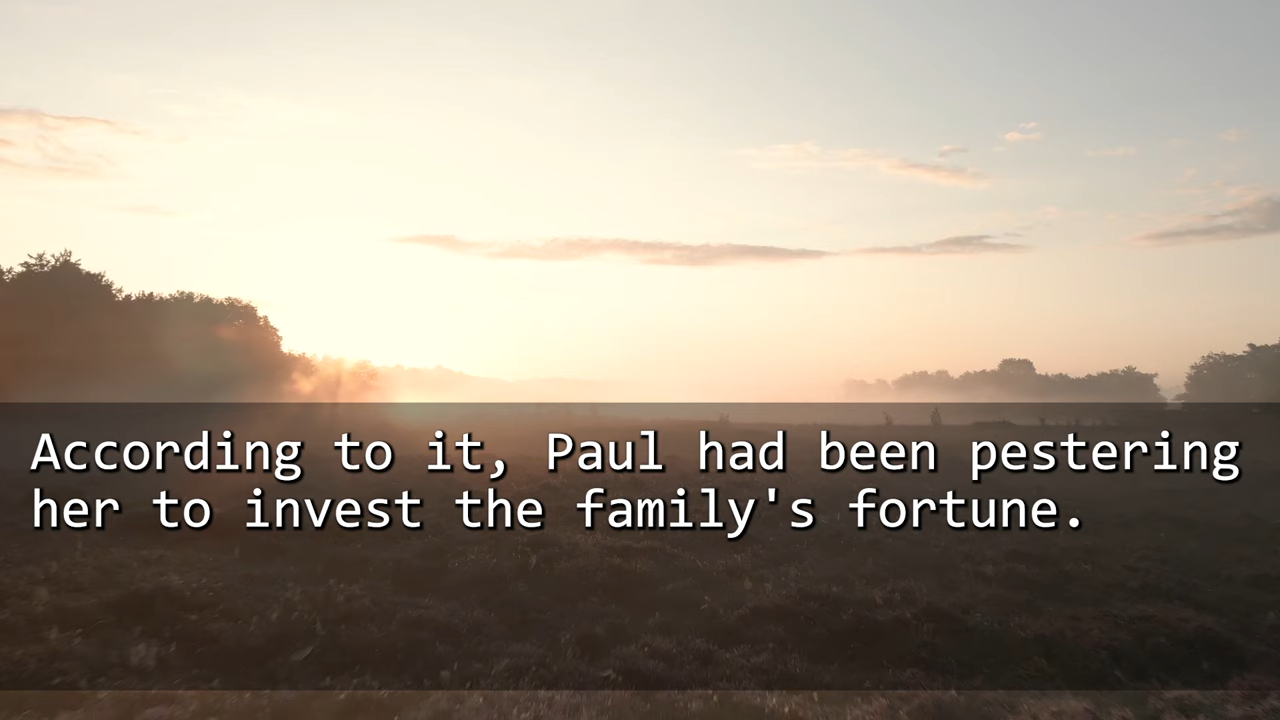 According to it, Paul had been pestering
her to invest the family's fortune.